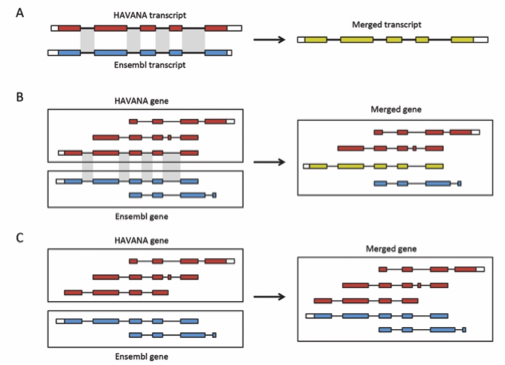 A
HAVANA transcript
Merged transcript
Ensembl transcript
B
HAVANA gene
Merged gene
Ensembl gene
C
HAVANA gene
Merged gene
Ensembl gene